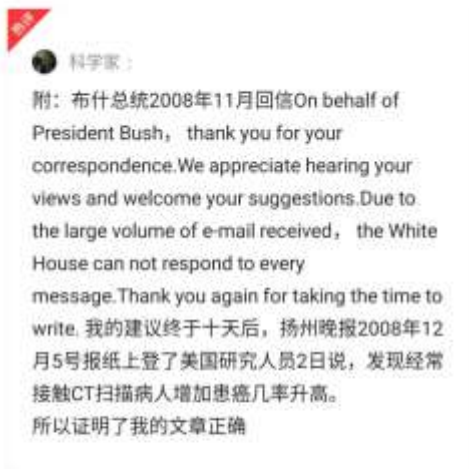 热评
科学家：
附：布什总统2008年11月回信On behalf of
President Bush， thank you for your
correspondence.We appreciate hearing your
views and welcome your suggestions.Due to
the large volume of e-mail received， the White
House can not respond to every
message.Thank you again for taking the time to
write. 我的建议终于十天后，扬州晚报2008年12
月5号报纸上登了美国研究人员2日说，发现经常
接触CT扫描病人增加患癌几率升高。
所以证明了我的文章正确